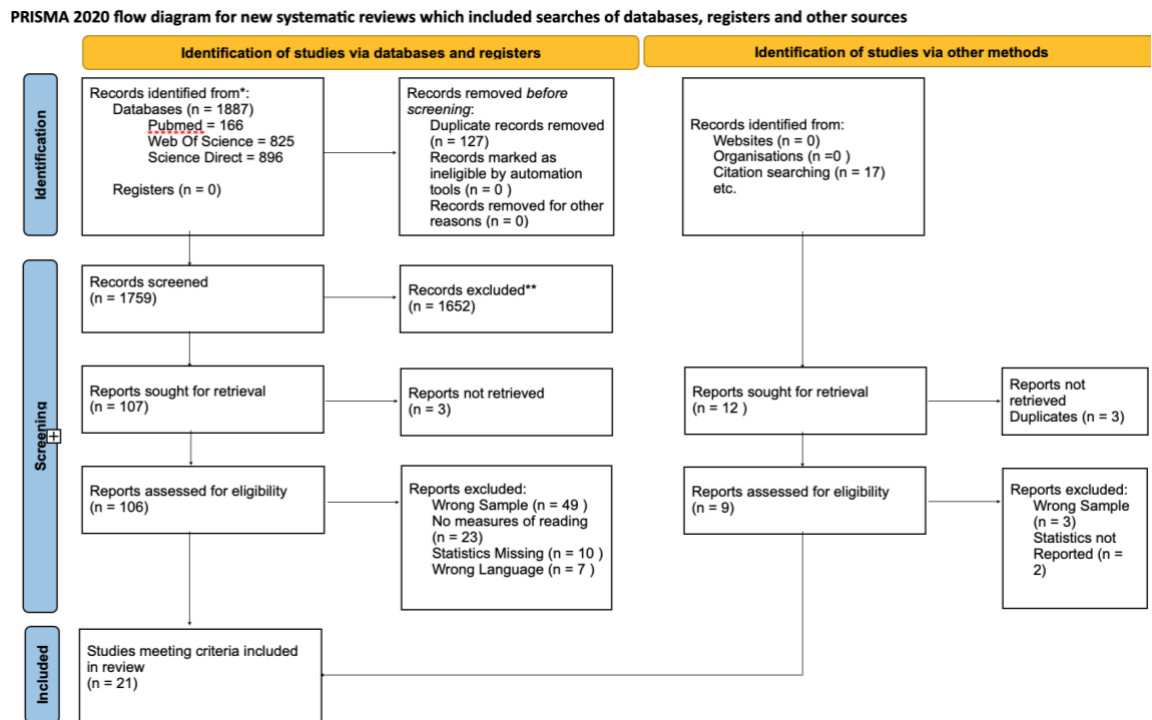 PRISMA 2020 flow diagram for new systematic reviews which included searches of databases, registers and other sources
Identification of studies via databases and registers
Identification of studies via other methods
Identification
Records identified from*:
Databases (n = 1887)
Pubmed = 166
Web Of Science = 825
Science Direct = 896
Registers (n = 0)
Records removed before
screening:
Duplicate records removed
(n = 127)
Records marked as
ineligible by automation
tools (n = 0 )
Records removed for other
reasons (n = 0)
Records identified from:
Websites (n = 0)
Organisations (n =0 )
Citation searching (n = 17)
etc.
Screening
Records screened
(n = 1759)
Records excluded**
(n = 1652)
Reports sought for retrieval
(n = 107)
Reports not retrieved
(n = 3)
Reports sought for retrieval
(n = 12 )
Reports not
retrieved
Duplicates (n = 3)
Reports assessed for eligibility
(n = 106)
Reports excluded:
Wrong Sample (n = 49 )
No measures of reading
(n = 23)
Statistics Missing (n = 10 )
Wrong Language (n = 7 )
Reports assessed for eligibility
(n = 9)
Reports excluded:
Wrong Sample
(n = 3)
Statistics not
Reported (n =
2)
Included
Studies meeting criteria included
in review
(n = 21)